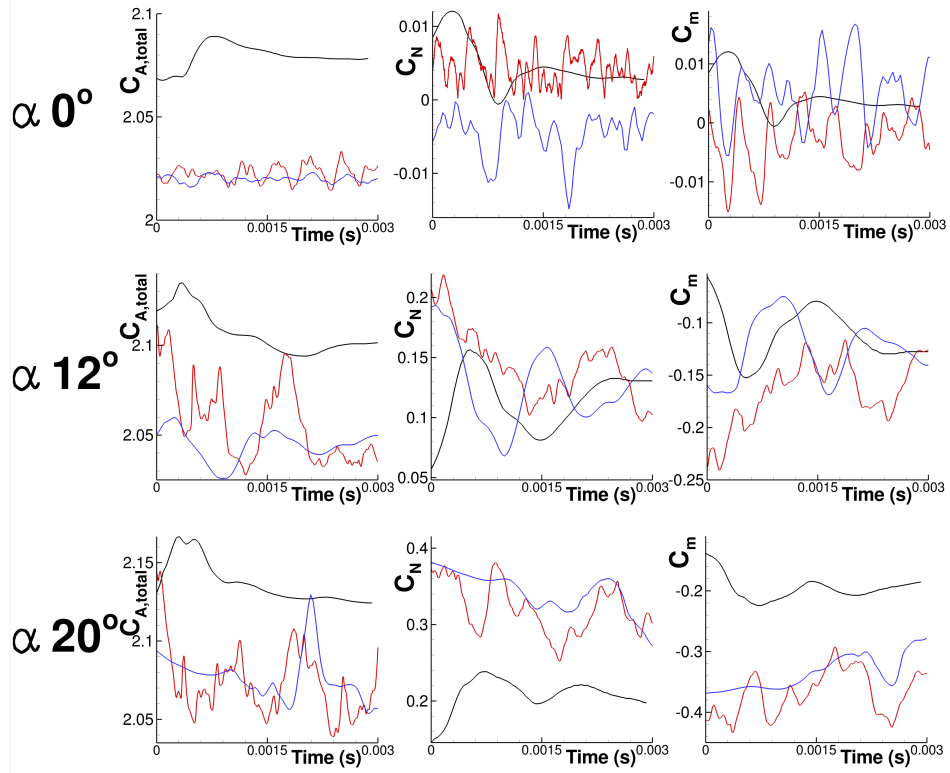 α 0°
C_A,total
2.1
2.05
2
0
0.0015
0.003
Time (s)
C_N
0.01
0
-0.01
0
0.0015
0.003
Time (s)
C_m
0.01
0
-0.01
0
0.0015
0.003
Time (s)
α 12°
C_A,total
2.1
2.05
0
0.0015
0.003
Time (s)
C_N
0.2
0.15
0.1
0.05
0
0.0015
0.003
Time (s)
C_m
-0.1
-0.15
-0.2
-0.25
0
0.0015
0.003
Time (s)
α 20°
C_A,total
2.15
2.1
2.05
0
0.0015
0.003
Time (s)
C_N
0.4
0.3
0.2
0
0.0015
0.003
Time (s)
C_m
-0.2
-0.3
-0.4
0
0.0015
0.003
Time (s)